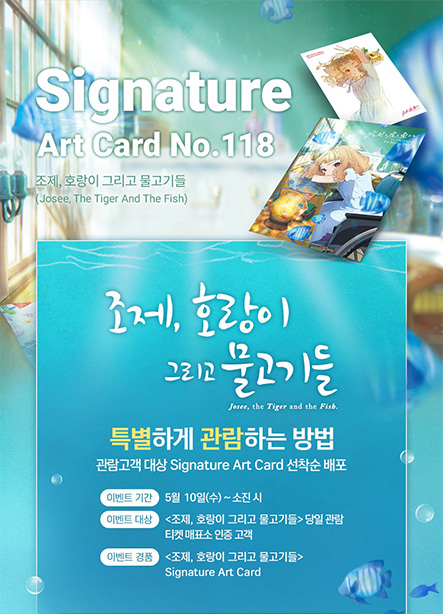 Signature
Art Card No.118
조제, 호랑이 그리고 물고기들
(Josee, The Tiger And The Fish)
조제, 호랑이
그리고 물고기들
Josee, the Tiger and the Fish.
특별하게 관람하는 방법
관람고객 대상 Signature Art Card 선착순 배포
이벤트 기간 5월 10일(수) ~ 소진 시
이벤트 대상 <조제, 호랑이 그리고 물고기들> 당일 관람
티켓 매표소 인증 고객
이벤트 경품 <조제, 호랑이 그리고 물고기들>
Signature Art Card